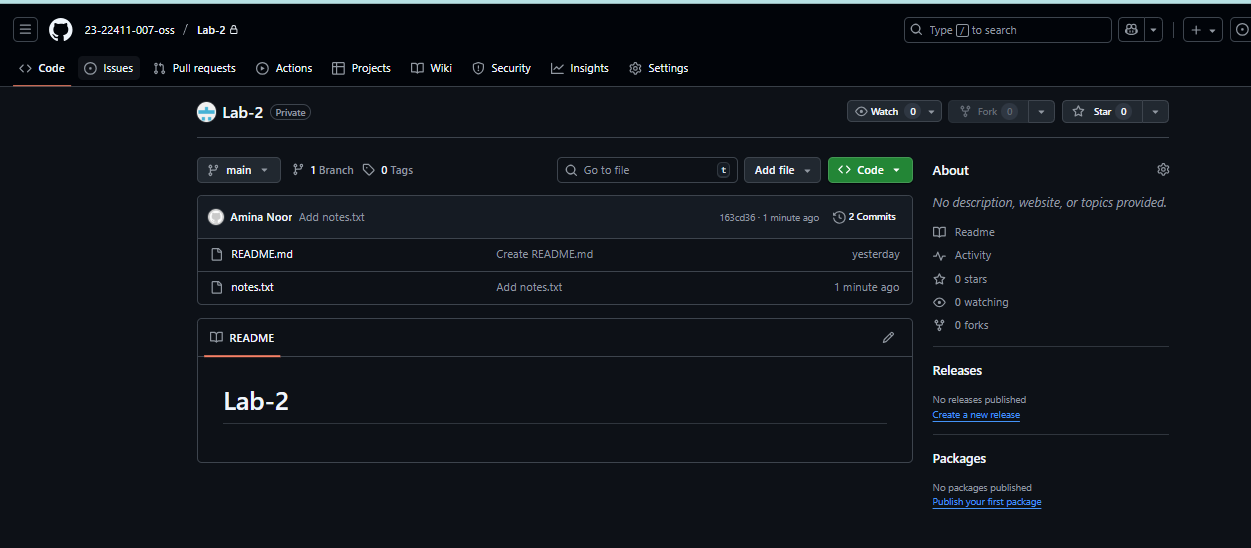 23-22411-007-oss / Lab-2
Type / to search
Code Issues Pull requests Actions Projects Wiki Security Insights Settings
Lab-2 Private
Watch 0 Fork 0 Star 0
main 1 Branch 0 Tags Go to file t Add file Code
Amina Noor Add notes.txt 163cd36 · 1 minute ago 2 Commits
README.md Create README.md yesterday
notes.txt Add notes.txt 1 minute ago
README
Lab-2
About
No description, website, or topics provided.
Readme
Activity
0 stars
0 watching
0 forks
Releases
No releases published
Create a new release
Packages
No packages published
Publish your first package